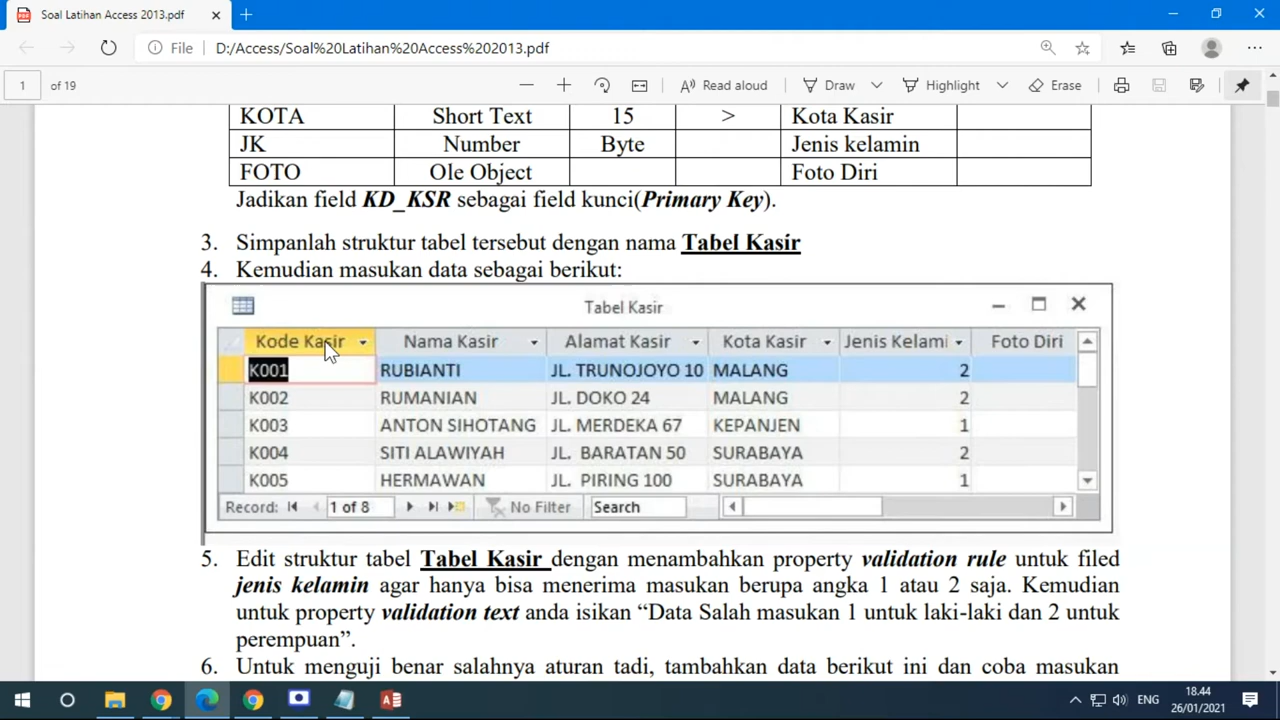 Soal Latihan Access 2013.pdf
File D:/Access/Soal%20Latihan%20Access%202013.pdf
1 of 19 Read aloud Draw Highlight Erase
KOTA Short Text 15 > Kota Kasir
JK Number Byte Jenis kelamin
FOTO Ole Object Foto Diri
Jadikan field KD_KSR sebagai field kunci(Primary Key).
3. Simpanlah struktur tabel tersebut dengan nama Tabel Kasir
4. Kemudian masukan data sebagai berikut:
Tabel Kasir
Kode Kasir Nama Kasir Alamat Kasir Kota Kasir Jenis Kelami Foto Diri
K001 RUBIANTI JL. TRUNOJOYO 10 MALANG 2
K002 RUMANIAN JL. DOKO 24 MALANG 2
K003 ANTON SIHOTANG JL. MERDEKA 67 KEPANJEN 1
K004 SITI ALAWIYAH JL. BARATAN 50 SURABAYA 2
K005 HERMAWAN JL. PIRING 100 SURABAYA 1
Record: 1 of 8 No Filter Search
5. Edit struktur tabel Tabel Kasir dengan menambahkan property validation rule untuk filed
jenis kelamin agar hanya bisa menerima masukan berupa angka 1 atau 2 saja. Kemudian
untuk property validation text anda isikan “Data Salah masukan 1 untuk laki-laki dan 2 untuk
perempuan”.
6. Untuk menguji benar salahnya aturan tadi, tambahkan data berikut ini dan coba masukan
ENG
18.44
26/01/2021